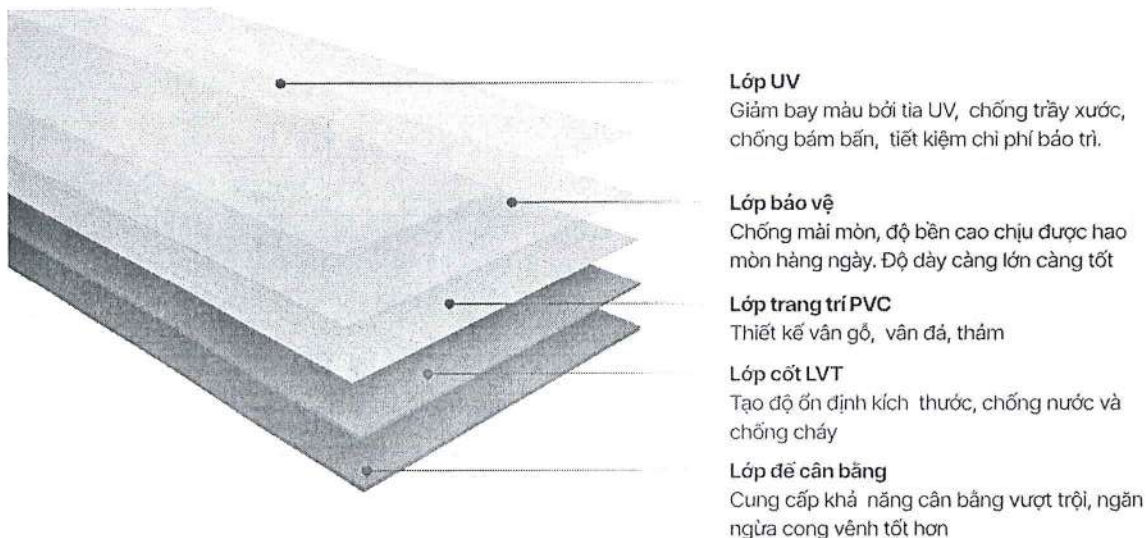 Lớp UV
Giảm bay màu bởi tia UV, chống trầy xước,
chống bám bẩn, tiết kiệm chi phí bảo trì.
Lớp bảo vệ
Chống mài mòn, độ bền cao chịu được hao
mòn hàng ngày. Độ dày càng lớn càng tốt
Lớp trang trí PVC
Thiết kế vân gỗ, vân đá, thảm
Lớp cốt LVT
Tạo độ ổn định kích thước, chống nước và
chống cháy
Lớp đế cân bằng
Cung cấp khả năng cân bằng vượt trội, ngăn
ngừa cong vênh tốt hơn